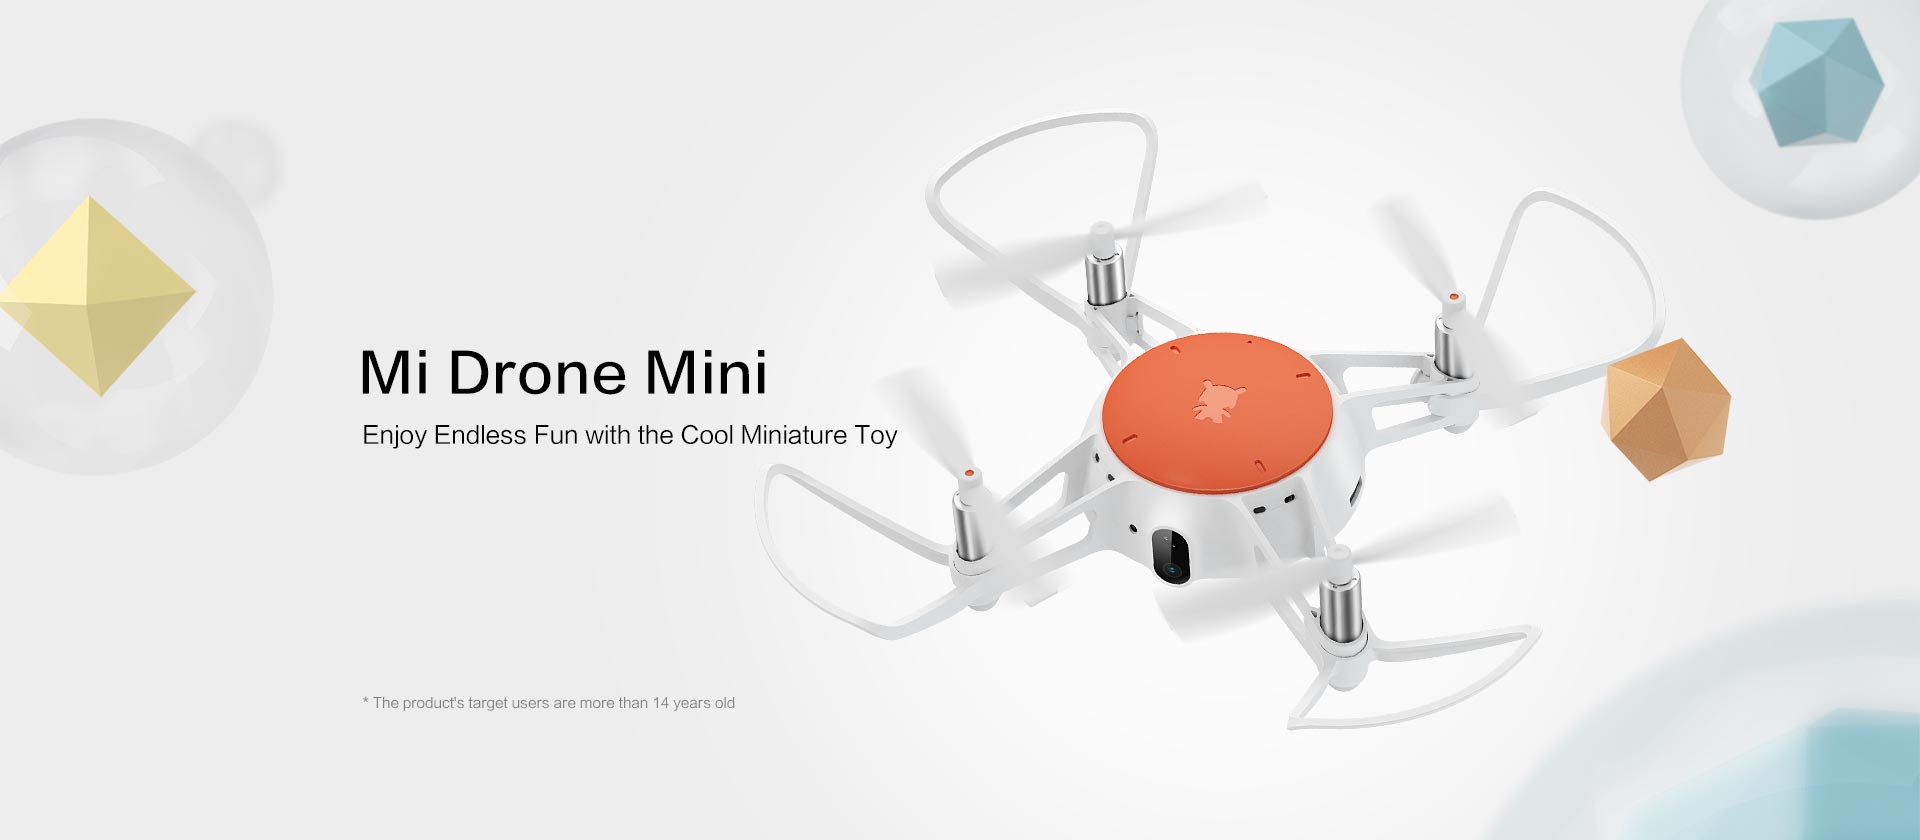 Mi Drone Mini
Enjoy Endless Fun with the Cool Miniature Toy
* The product's target users are more than 14 years old